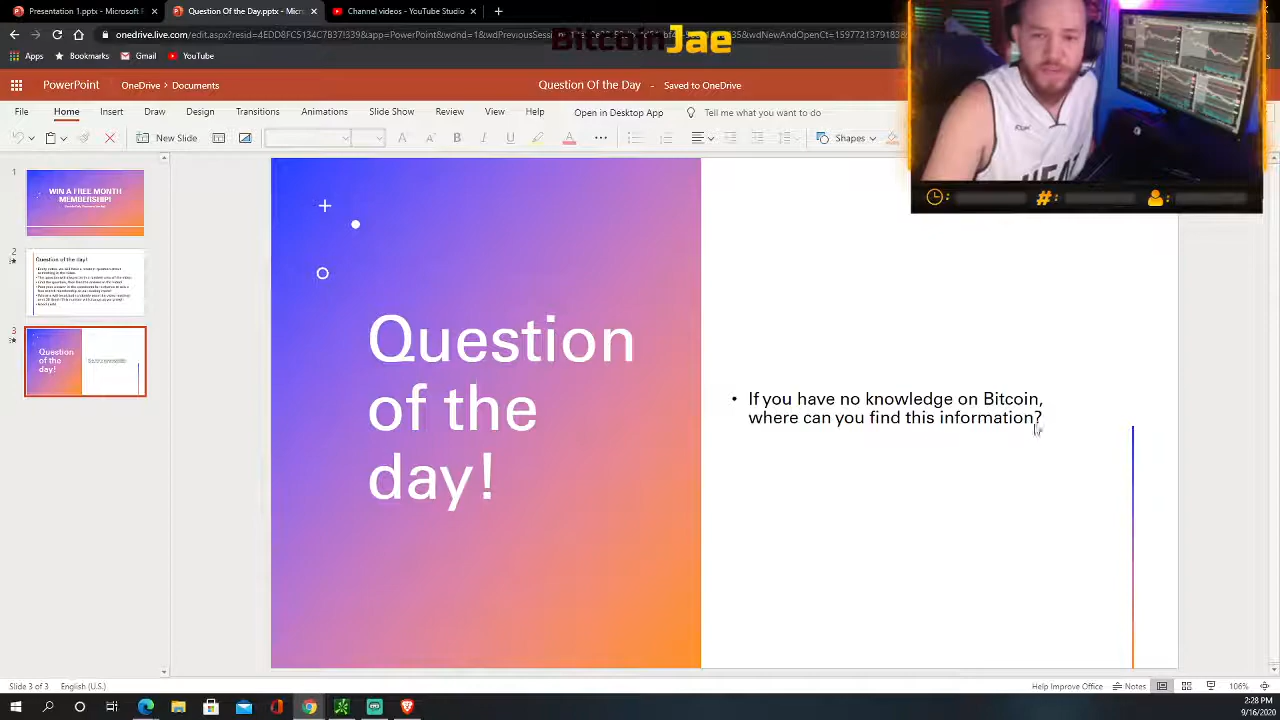 Presentation 1.pptx - Microsoft
Question Of the Day.pptx - Micro
Channel videos - YouTube Studio
BitcoinJae
Apps
Bookmarks
Gmail
YouTube
PowerPoint
OneDrive > Documents
Question Of the Day - Saved to OneDrive
Home
Insert
Draw
Design
Transitions
Animations
Slide Show
Review
View
Help
Open in Desktop App
Tell me what you want to do
New Slide
B
I
U
A
Shapes
HEAT
#:
1
WIN A FREE MONTH
MEMBERSHIP!
2
Question of the day!
3
Question
of the
day!
Question
of the
day!
• If you have no knowledge on Bitcoin,
where can you find this information?
Slide 3 of 3
English (U.S.)
Help Improve Office
Notes
106%
2:28 PM
9/16/2020